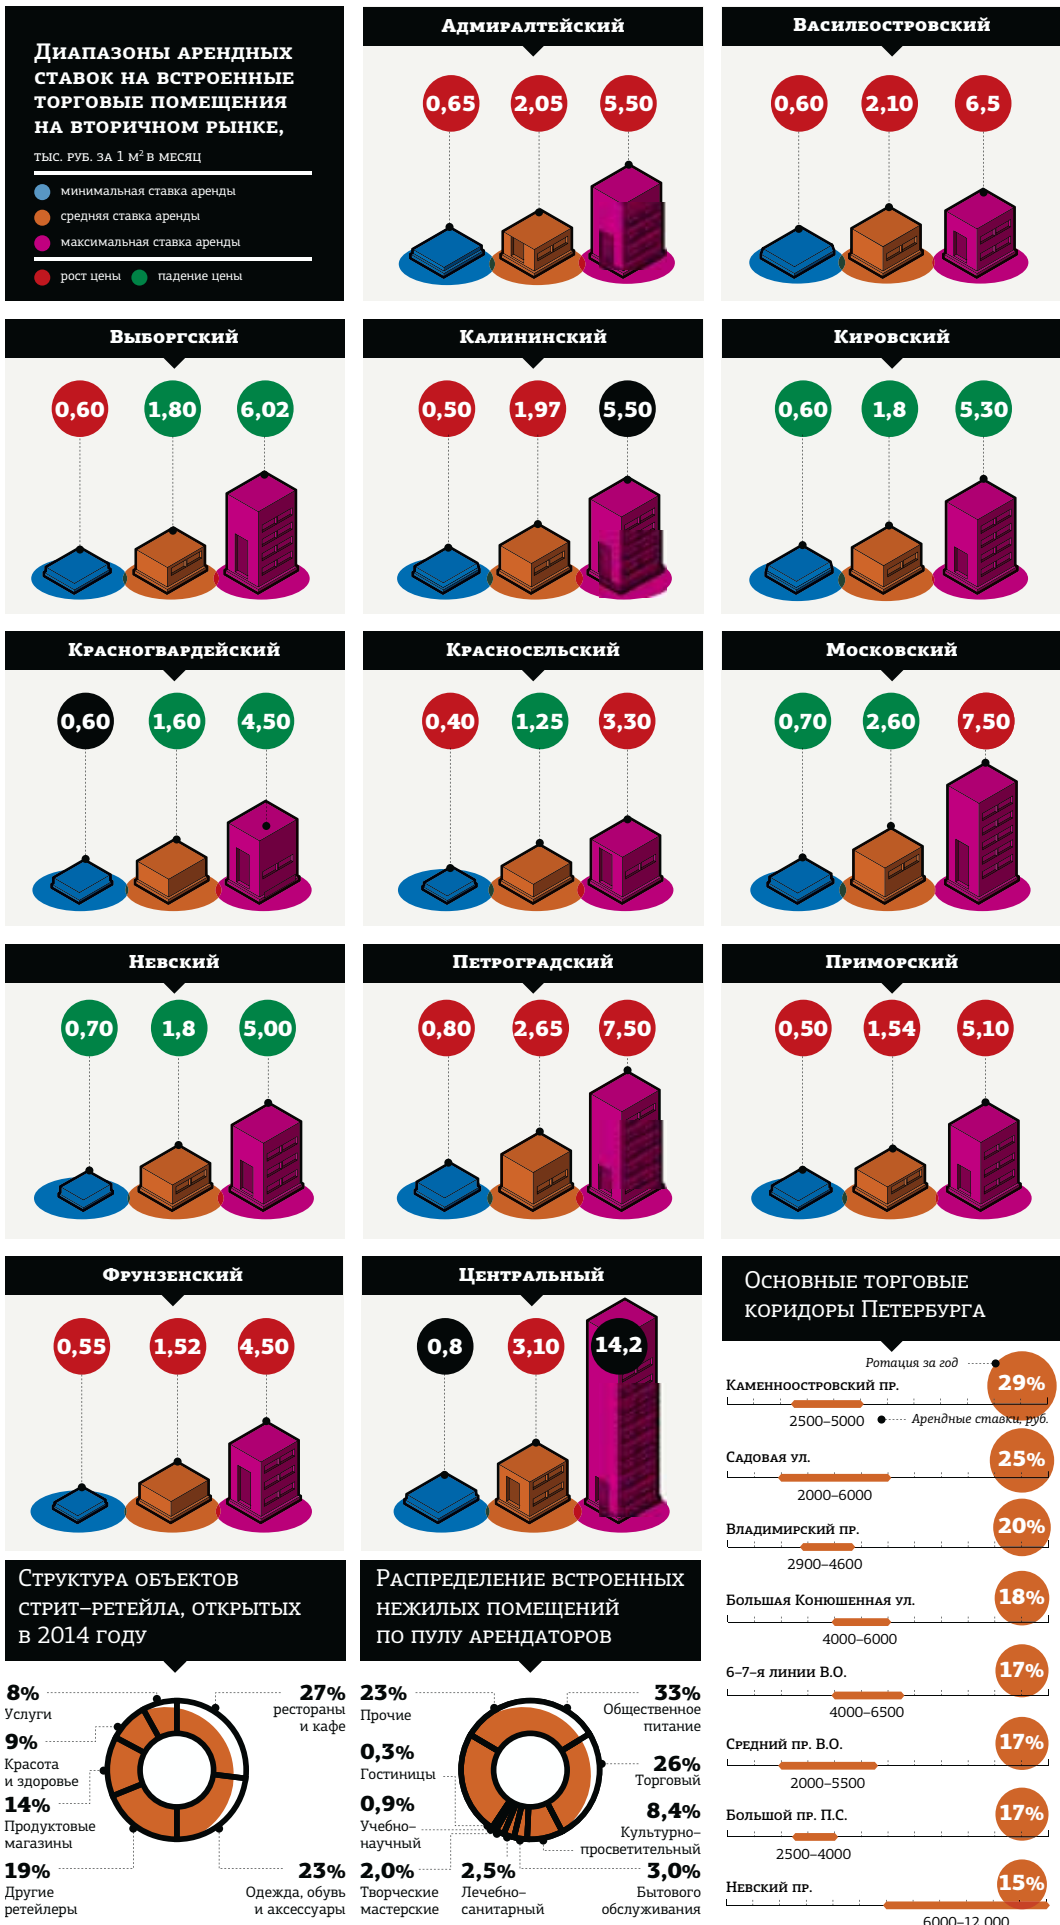 Диапазоны арендных
ставок на встроенные
торговые помещения
на вторичном рынке,
тыс. руб. за 1 м² в месяц
минимальная ставка аренды
средняя ставка аренды
максимальная ставка аренды
рост цены падение цены
Адмиралтейский
0,65 2,05 5,50
Василеостровский
0,60 2,10 6,5
Выборгский
0,60 1,80 6,02
Калининский
0,50 1,97 5,50
Кировский
0,60 1,8 5,30
Красногвардейский
0,60 1,60 4,50
Красносельский
0,40 1,25 3,30
Московский
0,70 2,60 7,50
Невский
0,70 1,8 5,00
Петроградский
0,80 2,65 7,50
Приморский
0,50 1,54 5,10
Фрунзенский
0,55 1,52 4,50
Центральный
0,8 3,10 14,2
Основные торговые
коридоры Петербурга
Ротация за год
Каменноостровский пр.
29%
2500–5000
Арендные ставки, руб.
Садовая ул.
25%
2000–6000
Владимирский пр.
20%
2900–4600
Большая Конюшенная ул.
18%
4000–6000
6–7–я линии В.О.
17%
4000–6500
Средний пр. В.О.
17%
2000–5500
Большой пр. П.С.
17%
2500–4000
Невский пр.
15%
6000–12 000
Структура объектов
стрит–ретейла, открытых
в 2014 году
8%
Услуги
9%
Красота
и здоровье
14%
Продуктовые
магазины
19%
Другие
ретейлеры
27%
рестораны
и кафе
23%
Одежда, обувь
и аксессуары
Распределение встроенных
нежилых помещений
по пулу арендаторов
23%
Прочие
0,3%
Гостиницы
0,9%
Учебно–
научный
2,0%
Творческие
мастерские
2,5%
Лечебно–
санитарный
33%
Общественное
питание
26%
Торговый
8,4%
Культурно–
просветительный
3,0%
Бытового
обслуживания